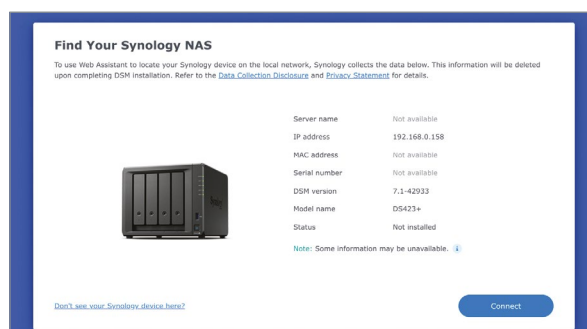 Find Your Synology NAS
To use Web Assistant to locate your Synology device on the local network, Synology collects the data below. This information will be deleted
upon completing DSM installation. Refer to the Data Collection Disclosure and Privacy Statement for details.
Server name Not available
IP address 192.168.0.158
MAC address Not available
Serial number Not available
DSM version 7.1-42933
Model name DS423+
Status Not installed
Note: Some information may be unavailable. i
Don't see your Synology device here?
Connect